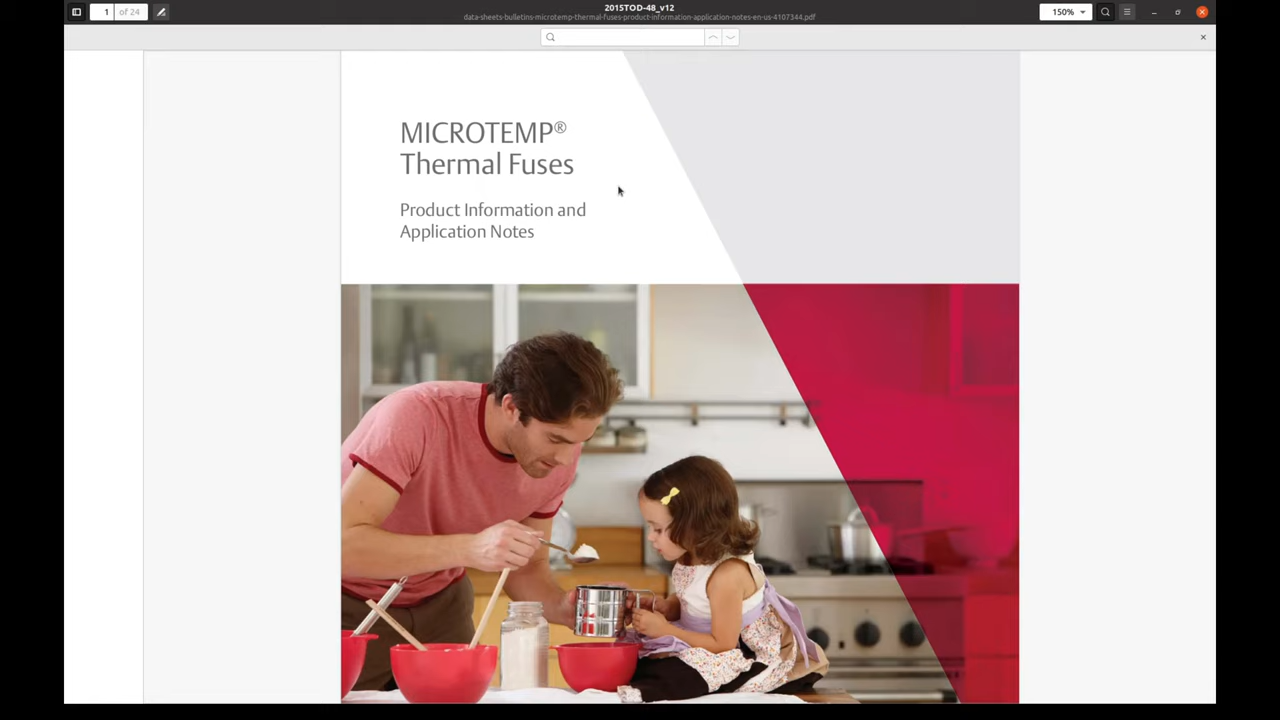 2015TOD-48_v12
data-sheets-bulletins-microtemp-thermal-fuses-product-information-application-notes-en-us-4107344.pdf
1 of 24
150%
MICROTEMP®
Thermal Fuses
Product Information and
Application Notes